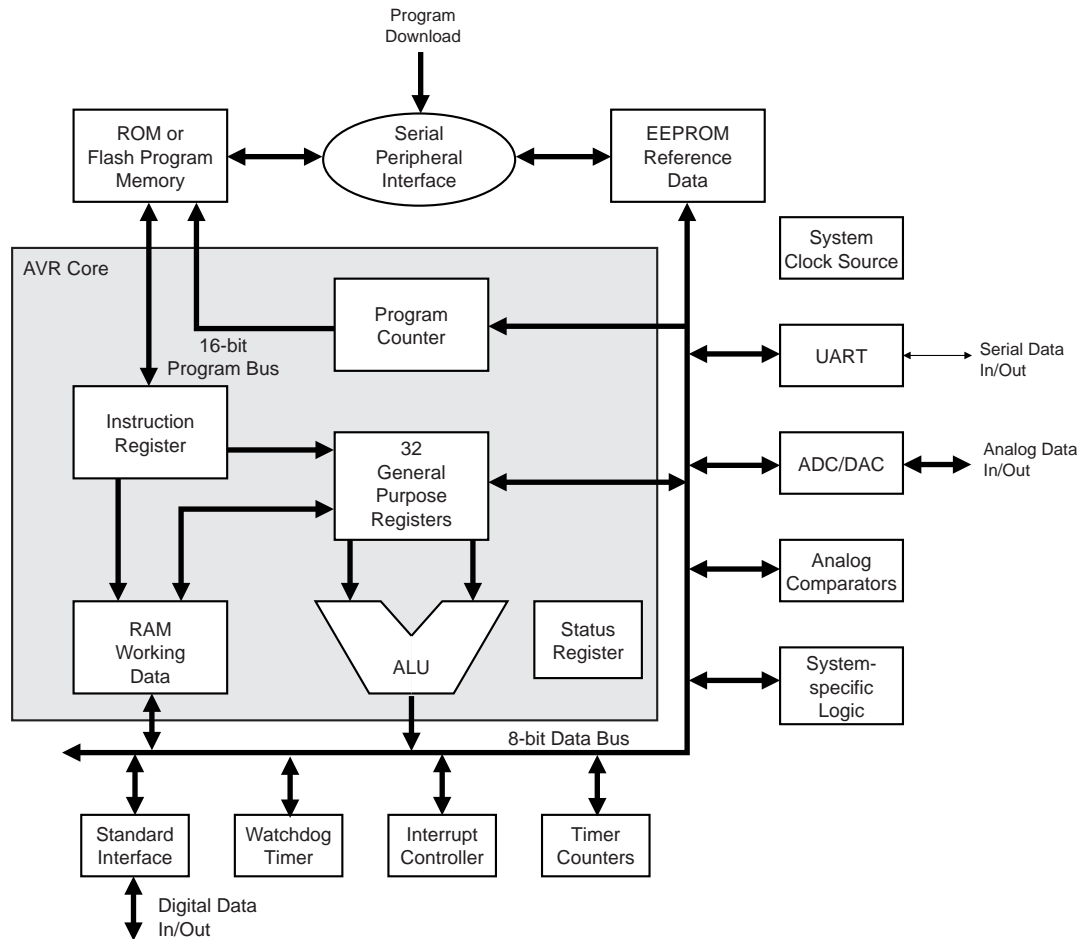 Program
Download
ROM or
Flash Program
Memory
Serial
Peripheral
Interface
EEPROM
Reference
Data
System
Clock Source
AVR Core
Program
Counter
16-bit
Program Bus
UART
Serial Data
In/Out
Instruction
Register
32
General
Purpose
Registers
ADC/DAC
Analog Data
In/Out
Analog
Comparators
RAM
Working
Data
ALU
Status
Register
System-
specific
Logic
8-bit Data Bus
Standard
Interface
Watchdog
Timer
Interrupt
Controller
Timer
Counters
Digital Data
In/Out